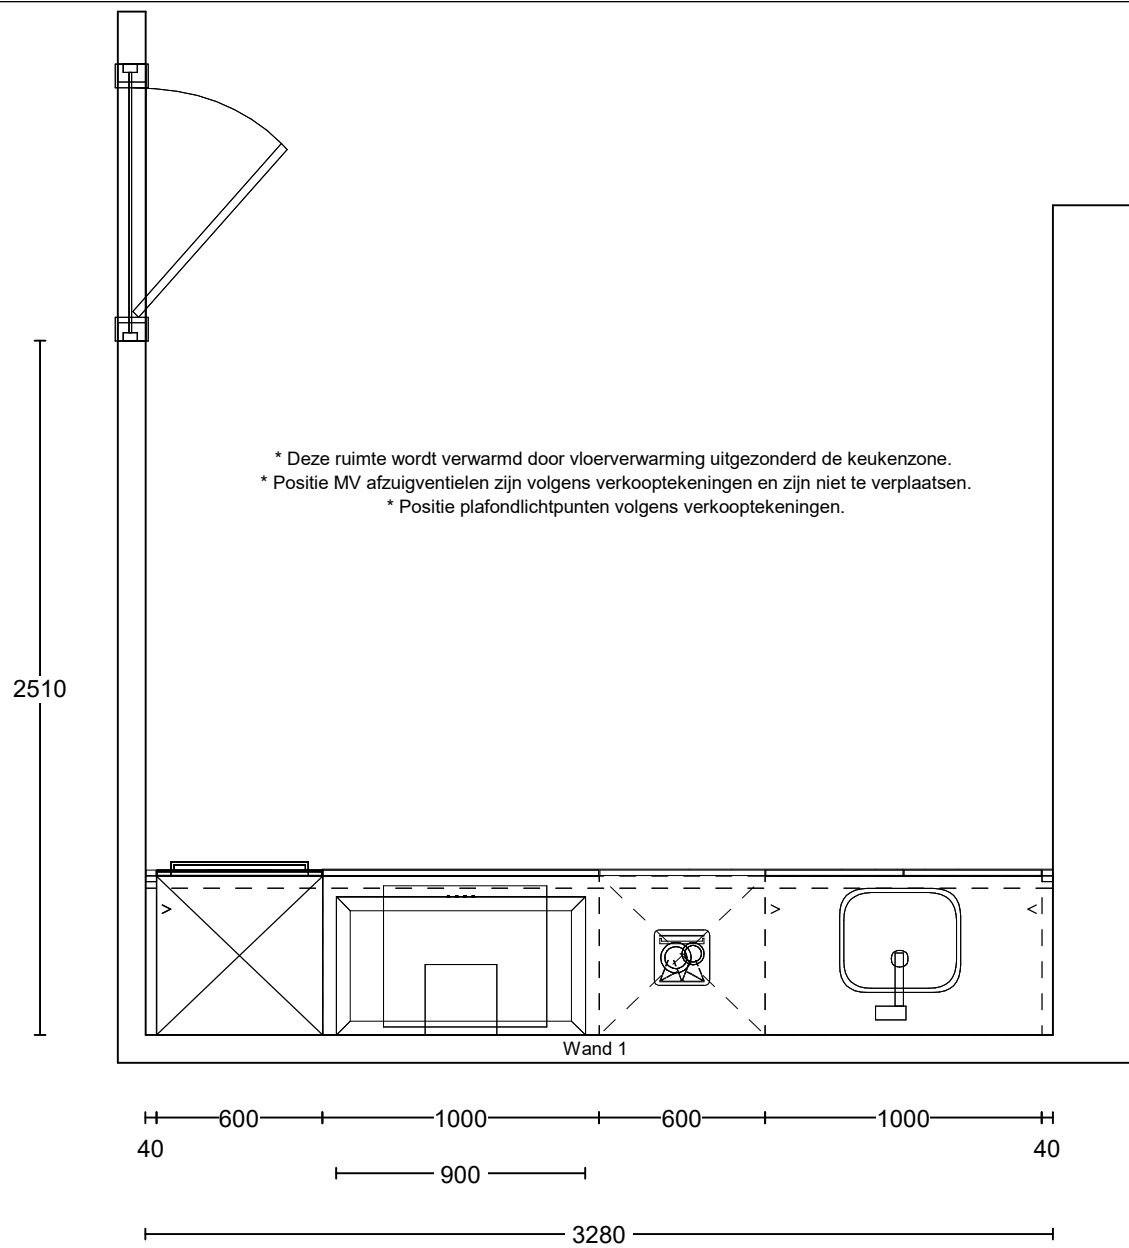 * Deze ruimte wordt verwarmd door vloerverwarming uitgezonderd de keukenzone.
* Positie MV afzuigventielen zijn volgens verkooptekeningen en zijn niet te verplaatsen.
* Positie plafondlichtpunten volgens verkooptekeningen.
2510
Wand 1
600 1000 600 1000
40 40
900
3280